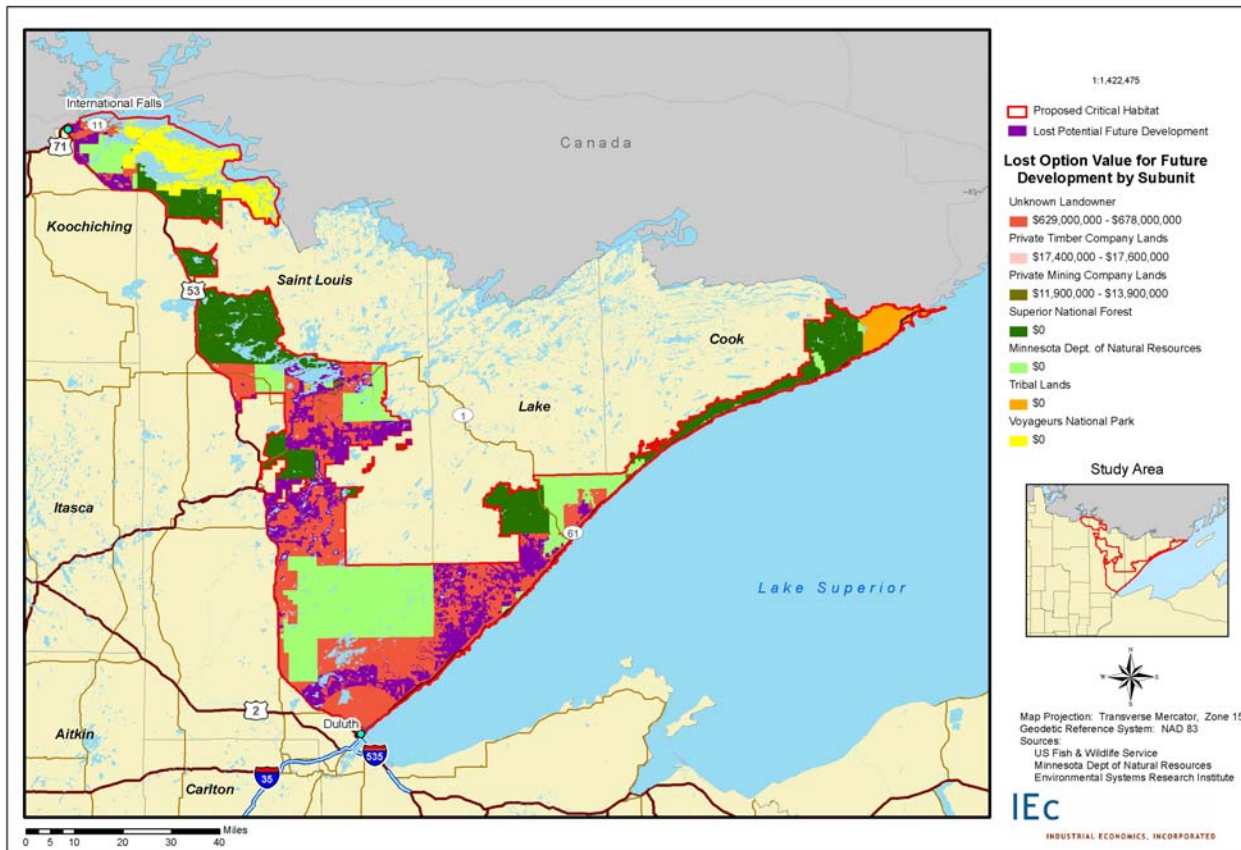 International Falls
11
71
Canada
Koochiching
Saint Louis
53
Cook
Lake
1
Itasca
61
Lake Superior
2
Duluth
Aitkin
535
35
Carlton
Miles
0 5 10 20 30 40
1:1,422,475
Proposed Critical Habitat
Lost Potential Future Development
Lost Option Value for Future
Development by Subunit
Unknown Landowner
$629,000,000 - $678,000,000
Private Timber Company Lands
$17,400,000 - $17,600,000
Private Mining Company Lands
$11,900,000 - $13,900,000
Superior National Forest
$0
Minnesota Dept. of Natural Resources
$0
Tribal Lands
$0
Voyageurs National Park
$0
Study Area
N
W E
S
Map Projection: Transverse Mercator, Zone 15
Geodetic Reference System: NAD 83
Sources:
US Fish & Wildlife Service
Minnesota Dept of Natural Resources
Environmental Systems Research Institute
IEc
INDUSTRIAL ECONOMICS, INCORPORATED